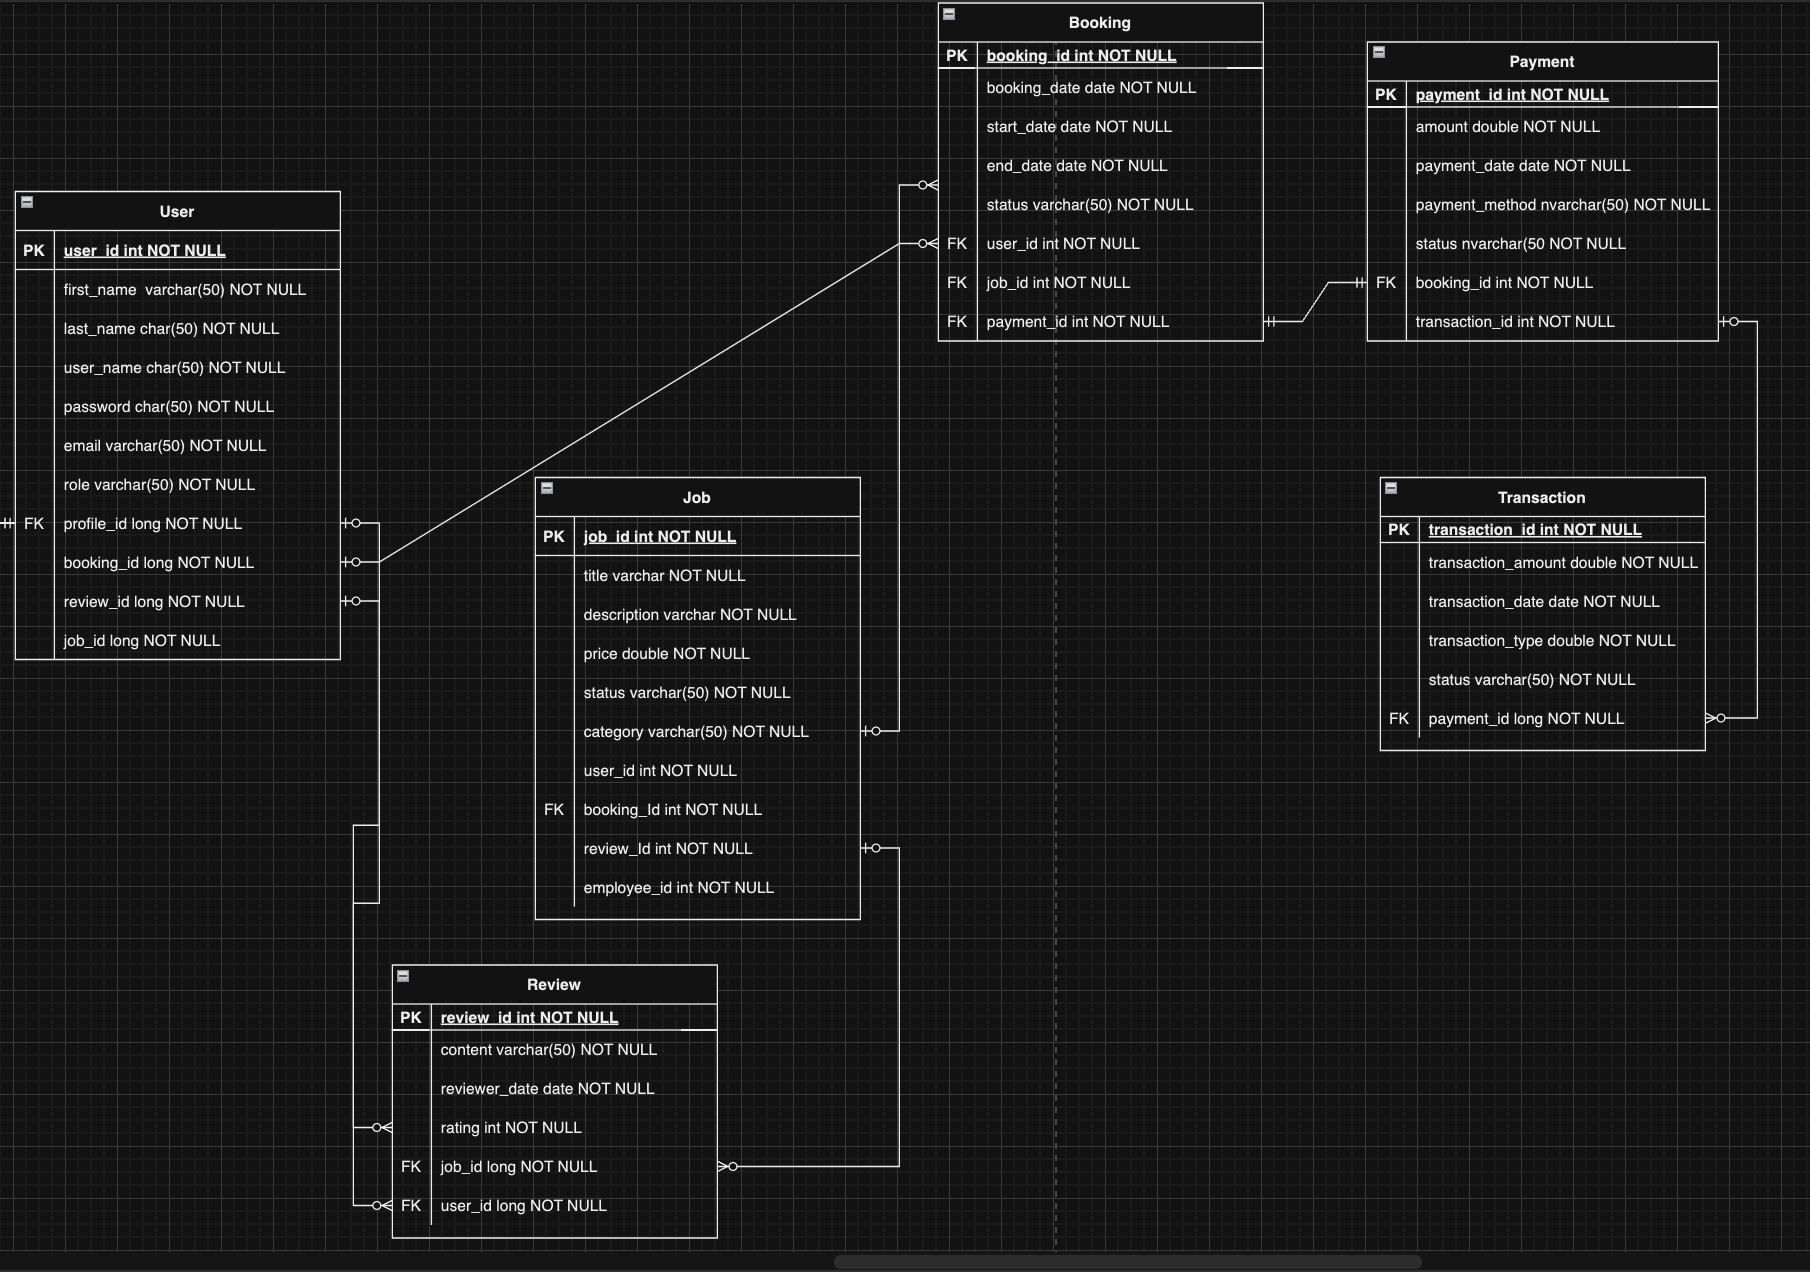 User
PK user_id int NOT NULL
first_name varchar(50) NOT NULL
last_name char(50) NOT NULL
user_name char(50) NOT NULL
password char(50) NOT NULL
email varchar(50) NOT NULL
role varchar(50) NOT NULL
FK profile_id long NOT NULL
booking_id long NOT NULL
review_id long NOT NULL
job_id long NOT NULL
Booking
PK booking_id int NOT NULL
booking_date date NOT NULL
start_date date NOT NULL
end_date date NOT NULL
status varchar(50) NOT NULL
FK user_id int NOT NULL
FK job_id int NOT NULL
FK payment_id int NOT NULL
Payment
PK payment_id int NOT NULL
amount double NOT NULL
payment_date date NOT NULL
payment_method nvarchar(50) NOT NULL
status nvarchar(50 NOT NULL
FK booking_id int NOT NULL
transaction_id int NOT NULL
Job
PK job_id int NOT NULL
title varchar NOT NULL
description varchar NOT NULL
price double NOT NULL
status varchar(50) NOT NULL
category varchar(50) NOT NULL
user_id int NOT NULL
FK booking_Id int NOT NULL
review_Id int NOT NULL
employee_id int NOT NULL
Transaction
PK transaction_id int NOT NULL
transaction_amount double NOT NULL
transaction_date date NOT NULL
transaction_type double NOT NULL
status varchar(50) NOT NULL
FK payment_id long NOT NULL
Review
PK review_id int NOT NULL
content varchar(50) NOT NULL
reviewer_date date NOT NULL
rating int NOT NULL
FK job_id long NOT NULL
FK user_id long NOT NULL